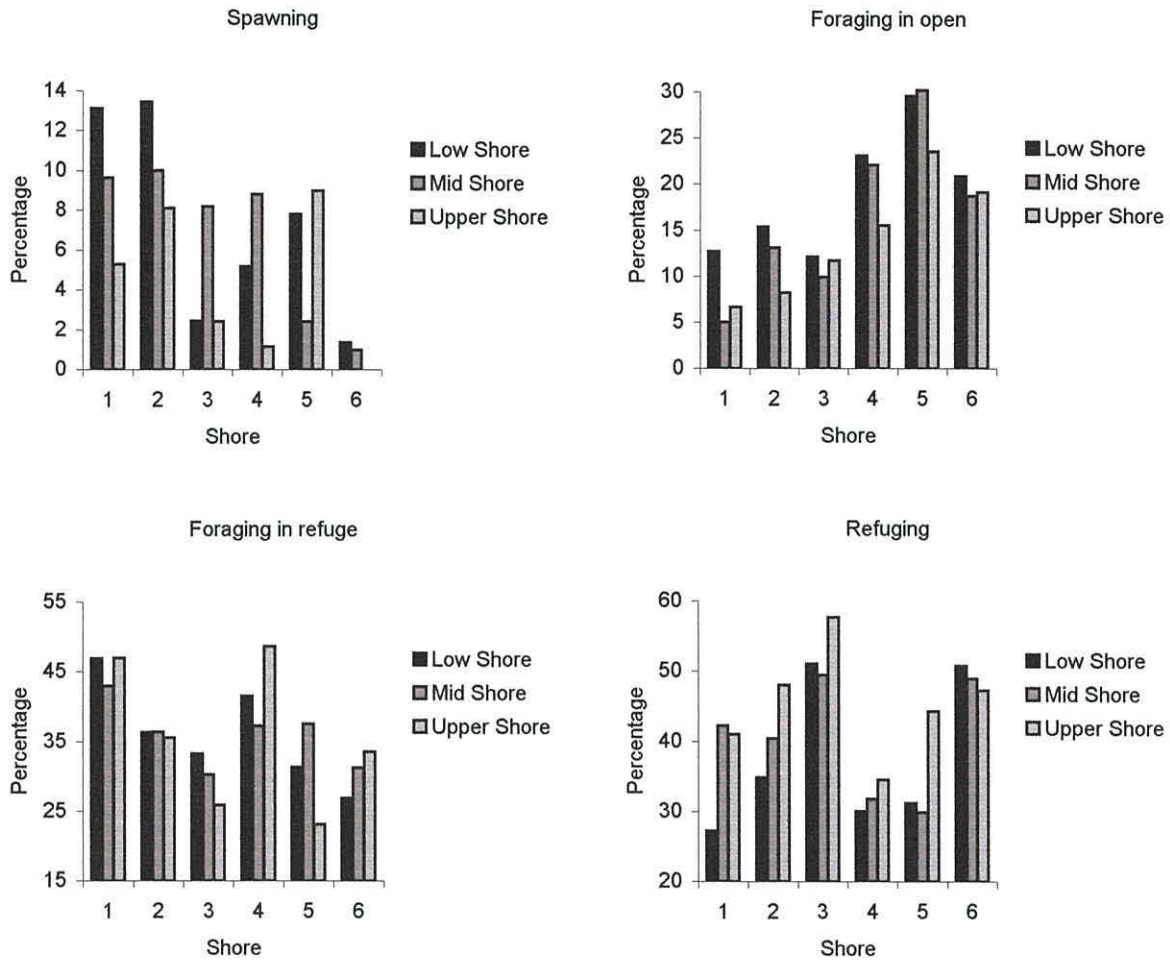 Spawning
14
12
10
8
6
4
2
0
Percentage
1 2 3 4 5 6
Shore
Low Shore
Mid Shore
Upper Shore
Foraging in open
30
25
20
15
10
5
0
Percentage
1 2 3 4 5 6
Shore
Low Shore
Mid Shore
Upper Shore
Foraging in refuge
55
45
35
25
15
Percentage
1 2 3 4 5 6
Shore
Low Shore
Mid Shore
Upper Shore
Refuging
60
50
40
30
20
Percentage
1 2 3 4 5 6
Shore
Low Shore
Mid Shore
Upper Shore